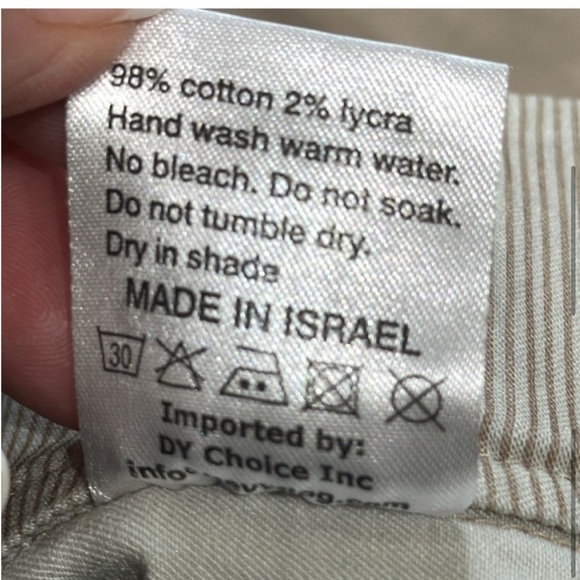 98% cotton 2% lycra
Hand wash warm water.
No bleach. Do not soak.
Do not tumble dry.
Dry in shade
MADE IN ISRAEL
30
Imported by:
DY Choice Inc